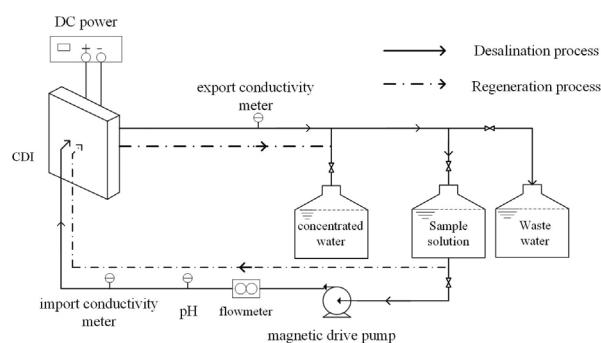 DC power
+ -
Desalination process
Regeneration process
export conductivity
meter
CDI
concentrated
water
Sample
solution
Waste
water
import conductivity
meter
pH
flowmeter
magnetic drive pump